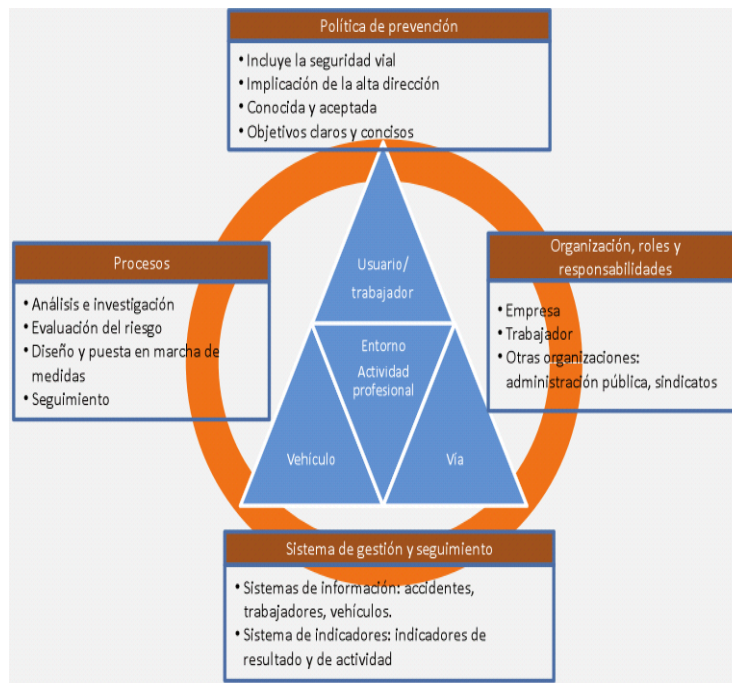 Política de prevención
• Incluye la seguridad vial
• Implicación de la alta dirección
• Conocida y aceptada
• Objetivos claros y concisos
Procesos
• Análisis e investigación
• Evaluación del riesgo
• Diseño y puesta en marcha de
medidas
• Seguimiento
Usuario/
trabajador
Entorno
Actividad
profesional
Vehículo
Vía
Organización, roles y
responsabilidades
• Empresa
• Trabajador
• Otras organizaciones:
administración pública, sindicatos
Sistema de gestión y seguimiento
• Sistemas de información: accidentes,
trabajadores, vehículos.
• Sistema de indicadores: indicadores de
resultado y de actividad